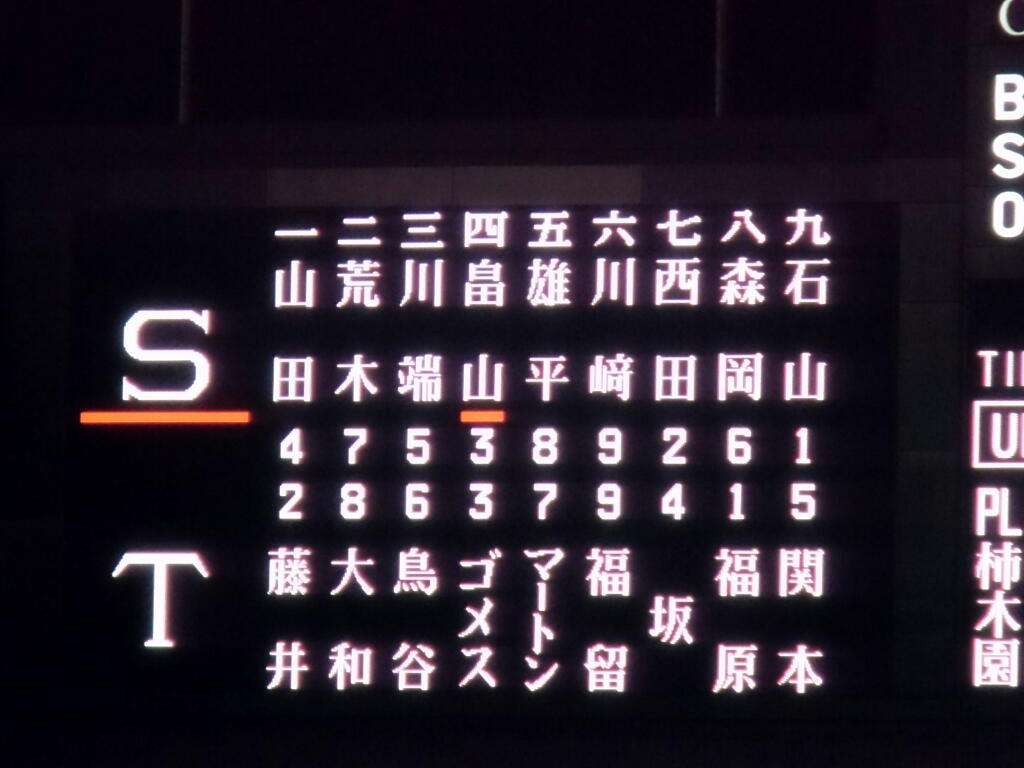 一 二 三 四 五 六 七 八 九
S
山田 荒木 川端 畠山 雄平 川﨑 西田 森岡 石山
4 7 5 3 8 9 2 6 1
2 8 6 3 7 9 4 1 5
T
藤井 大和 鳥谷 ゴメス マートン 福留 坂 福原 関本
B
S
O
TI
U
PL
柿
木
園